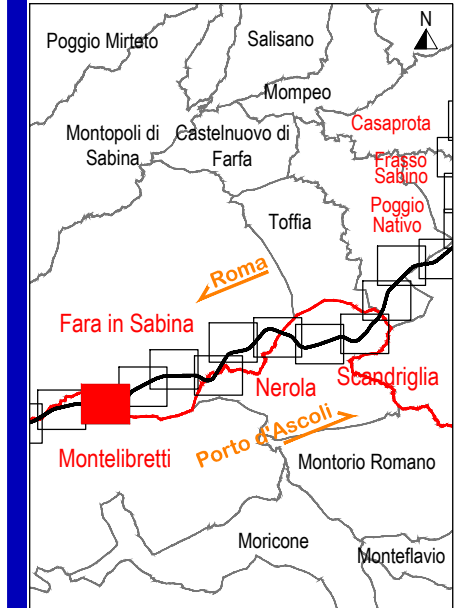 N
Poggio Mirteto
Salisano
Mompeo
Casaprota
Montopoli di
Sabina
Castelnuovo di
Farfa
Frasso
Sabino
Poggio
Nativo
Toffia
Roma
Fara in Sabina
Nerola
Scandriglia
Porto d'Ascoli
Montelibretti
Montorio Romano
Moricone
Monteflavio